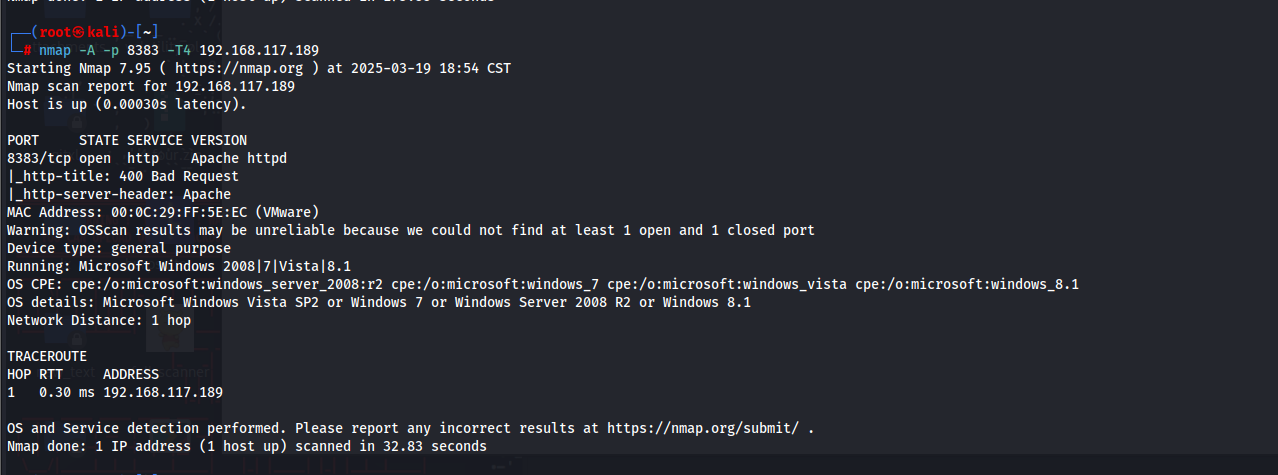 Nmap done: 1 IP address (1 host up) scanned in
┌──(root㉿kali)-[~]
└─# nmap -A -p 8383 -T4 192.168.117.189
Starting Nmap 7.95 ( https://nmap.org ) at 2025-03-19 18:54 CST
Nmap scan report for 192.168.117.189
Host is up (0.00030s latency).
PORT     STATE SERVICE VERSION
8383/tcp open  http    Apache httpd
|_http-title: 400 Bad Request
|_http-server-header: Apache
MAC Address: 00:0C:29:FF:5E:EC (VMware)
Warning: OSScan results may be unreliable because we could not find at least 1 open and 1 closed port
Device type: general purpose
Running: Microsoft Windows 2008|7|Vista|8.1
OS CPE: cpe:/o:microsoft:windows_server_2008:r2 cpe:/o:microsoft:windows_7 cpe:/o:microsoft:windows_vista cpe:/o:microsoft:windows_8.1
OS details: Microsoft Windows Vista SP2 or Windows 7 or Windows Server 2008 R2 or Windows 8.1
Network Distance: 1 hop
TRACEROUTE
HOP RTT     ADDRESS
1   0.30 ms 192.168.117.189
OS and Service detection performed. Please report any incorrect results at https://nmap.org/submit/ .
Nmap done: 1 IP address (1 host up) scanned in 32.83 seconds